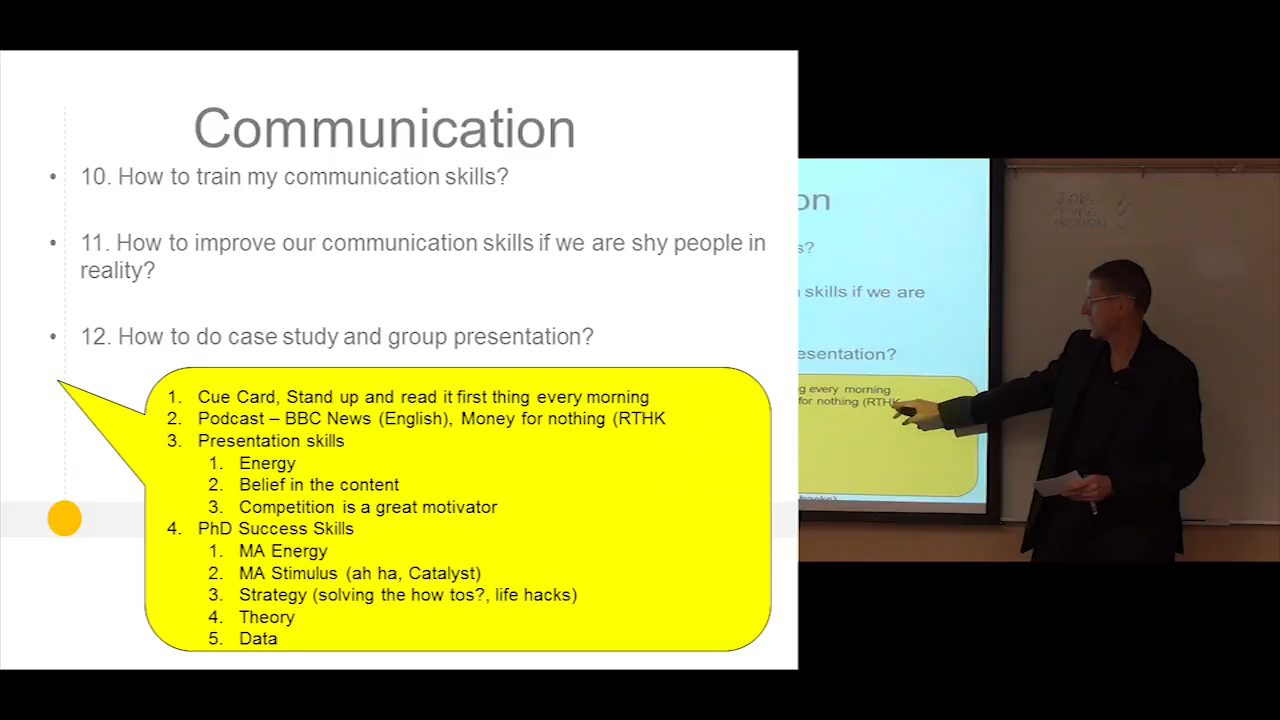 Communication
• 10. How to train my communication skills?
• 11. How to improve our communication skills if we are shy people in
reality?
• 12. How to do case study and group presentation?
1. Cue Card, Stand up and read it first thing every morning
2. Podcast – BBC News (English), Money for nothing (RTHK
3. Presentation skills
1. Energy
2. Belief in the content
3. Competition is a great motivator
4. PhD Success Skills
1. MA Energy
2. MA Stimulus (ah ha, Catalyst)
3. Strategy (solving the how tos?, life hacks)
4. Theory
5. Data
on
s?
skills if we are
esentation?
g every morning
for nothing (RTHK
hacks)
JOB
TYPE
ACTION